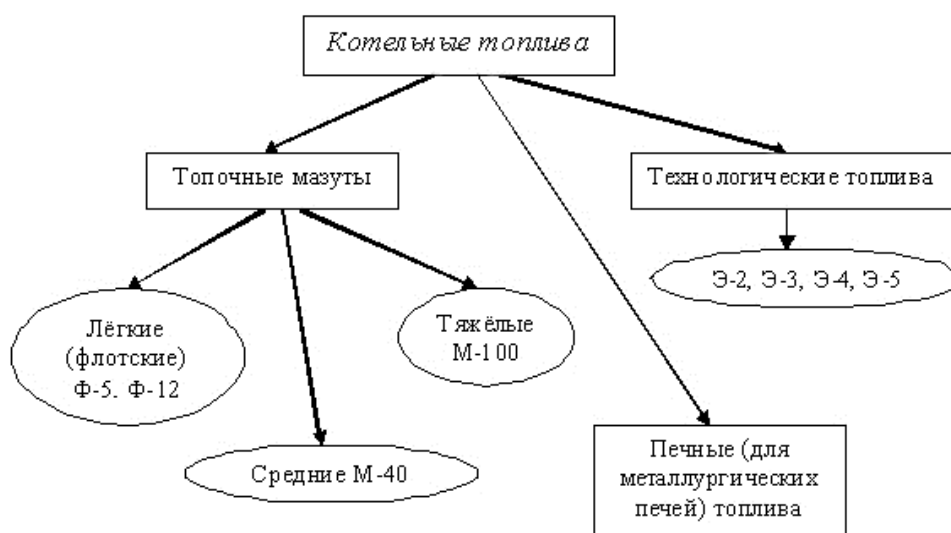 Котельные топлива
Топочные мазуты
Технологические топлива
Э-2, Э-3, Э-4, Э-5
Лёгкие
(флотские)
Ф-5. Ф-12
Тяжёлые
М-100
Средние М-40
Печные (для
металлургических
печей) топлива